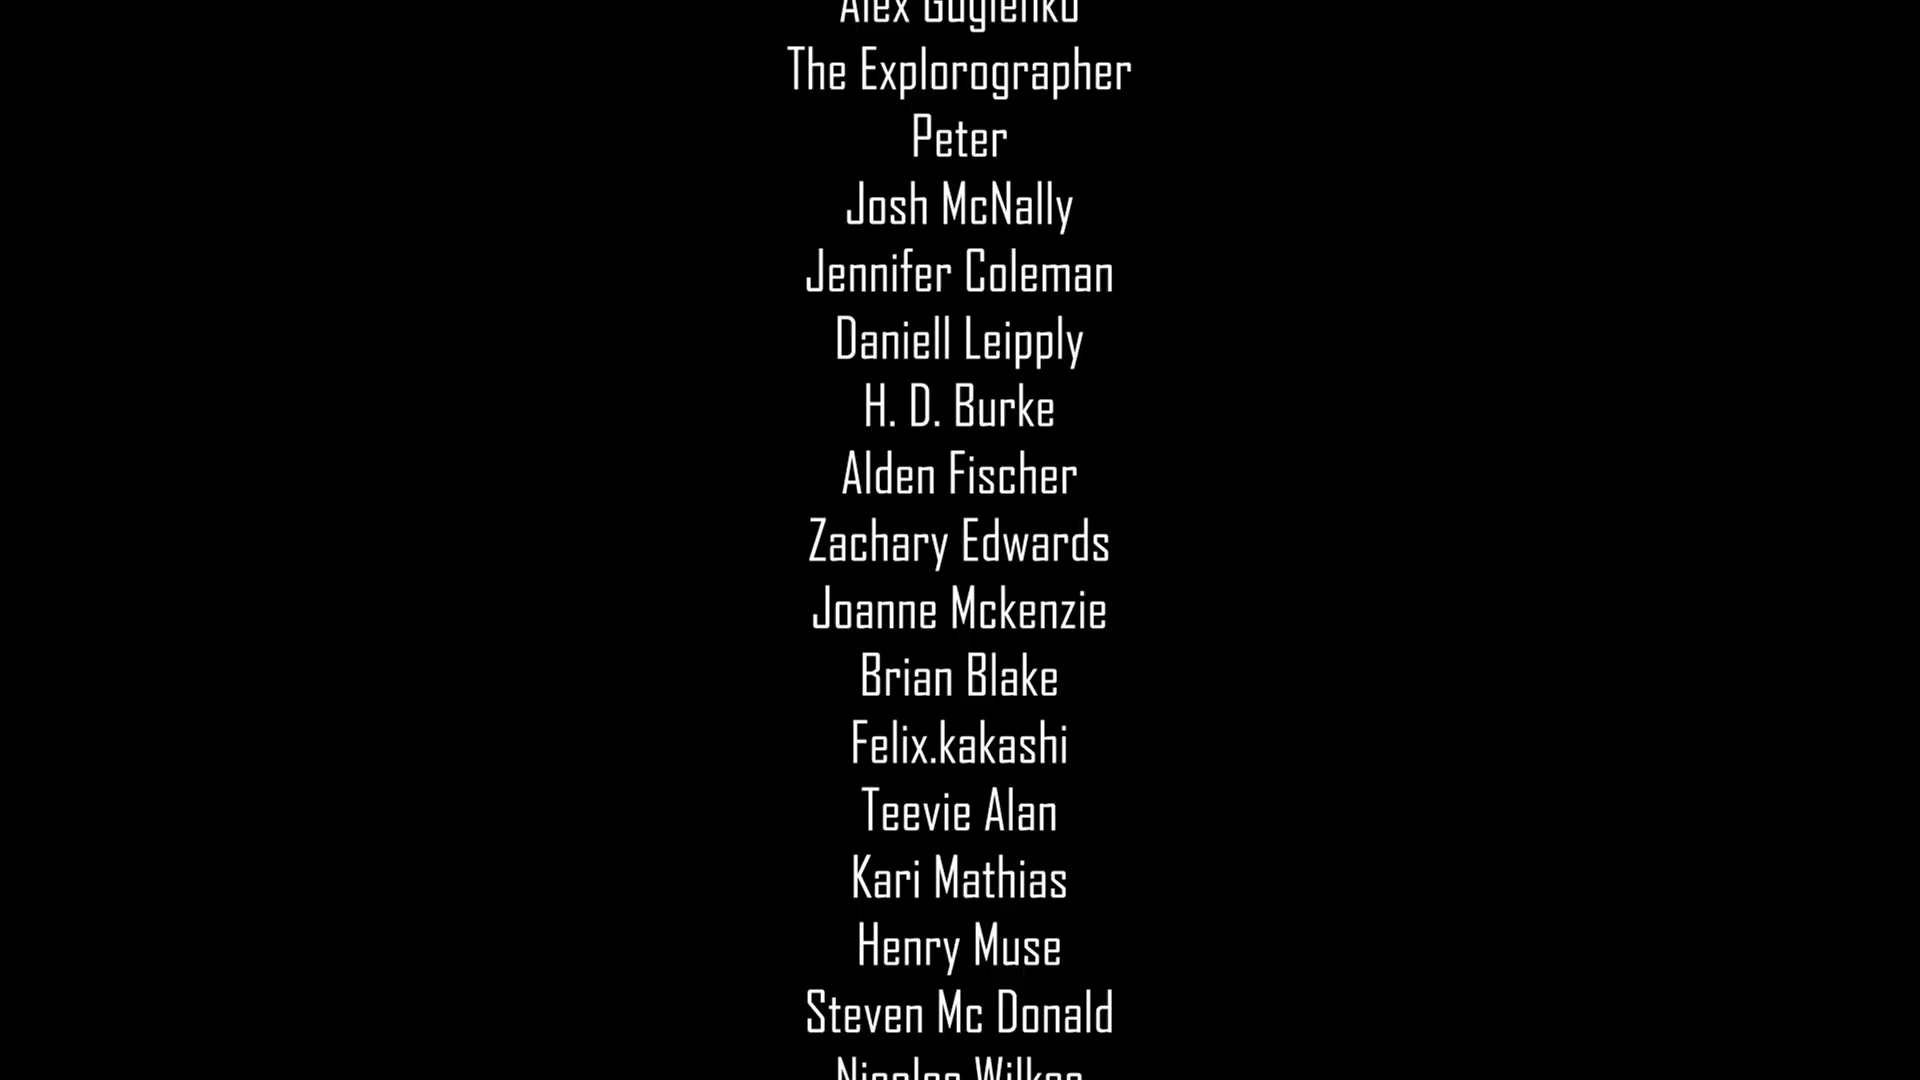 Alex
The Explorographer
Peter
Josh McNally
Jennifer Coleman
Daniell Leipply
H. D. Burke
Alden Fischer
Zachary Edwards
Joanne Mckenzie
Brian Blake
Felix.kakashi
Teevie Alan
Kari Mathias
Henry Muse
Steven Mc Donald